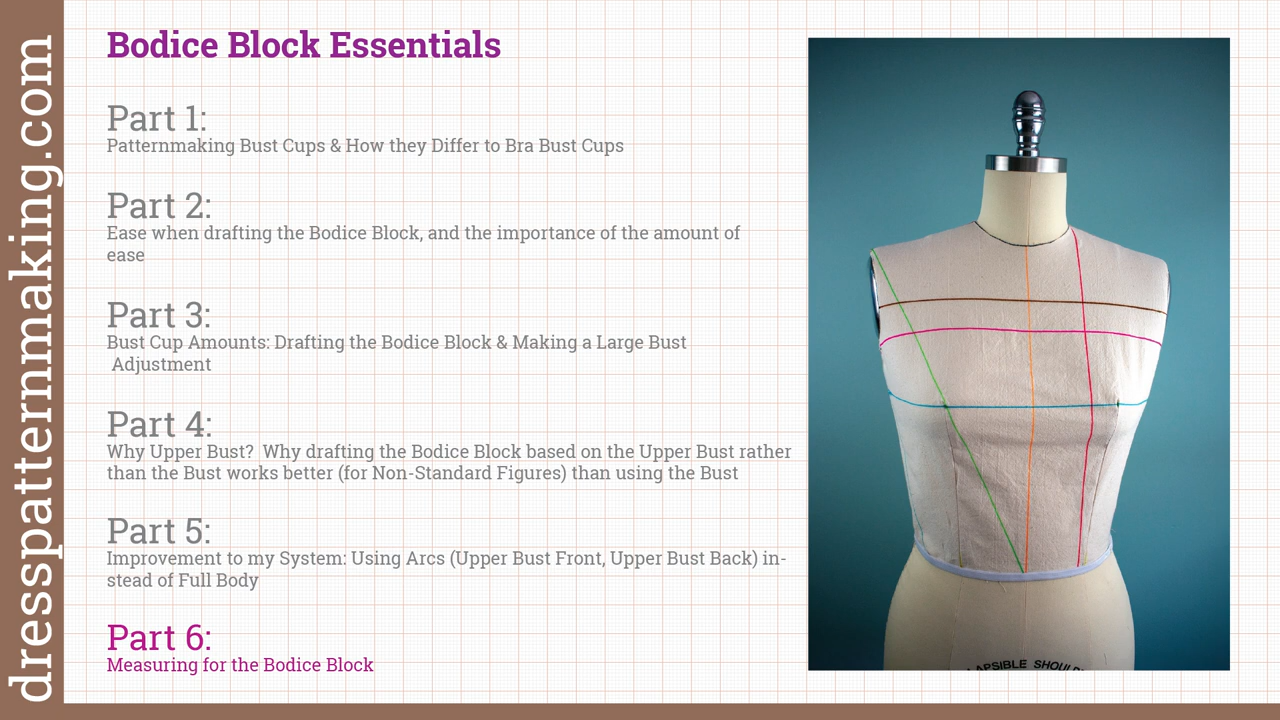 dresspatternmaking.com
Bodice Block Essentials
Part 1:
Patternmaking Bust Cups & How they Differ to Bra Bust Cups
Part 2:
Ease when drafting the Bodice Block, and the importance of the amount of
ease
Part 3:
Bust Cup Amounts: Drafting the Bodice Block & Making a Large Bust
Adjustment
Part 4:
Why Upper Bust?  Why drafting the Bodice Block based on the Upper Bust rather
than the Bust works better (for Non-Standard Figures) than using the Bust
Part 5:
Improvement to my System: Using Arcs (Upper Bust Front, Upper Bust Back) in-
stead of Full Body
Part 6:
Measuring for the Bodice Block